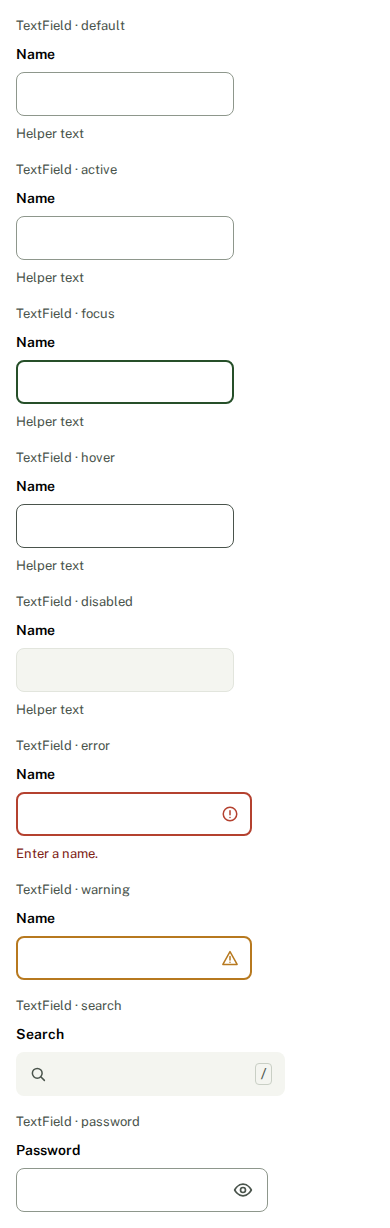 TextField · default
Name
Helper text
TextField · active
Name
Helper text
TextField · focus
Name
Helper text
TextField · hover
Name
Helper text
TextField · disabled
Name
Helper text
TextField · error
Name
Enter a name.
TextField · warning
Name
TextField · search
Search
/
TextField · password
Password